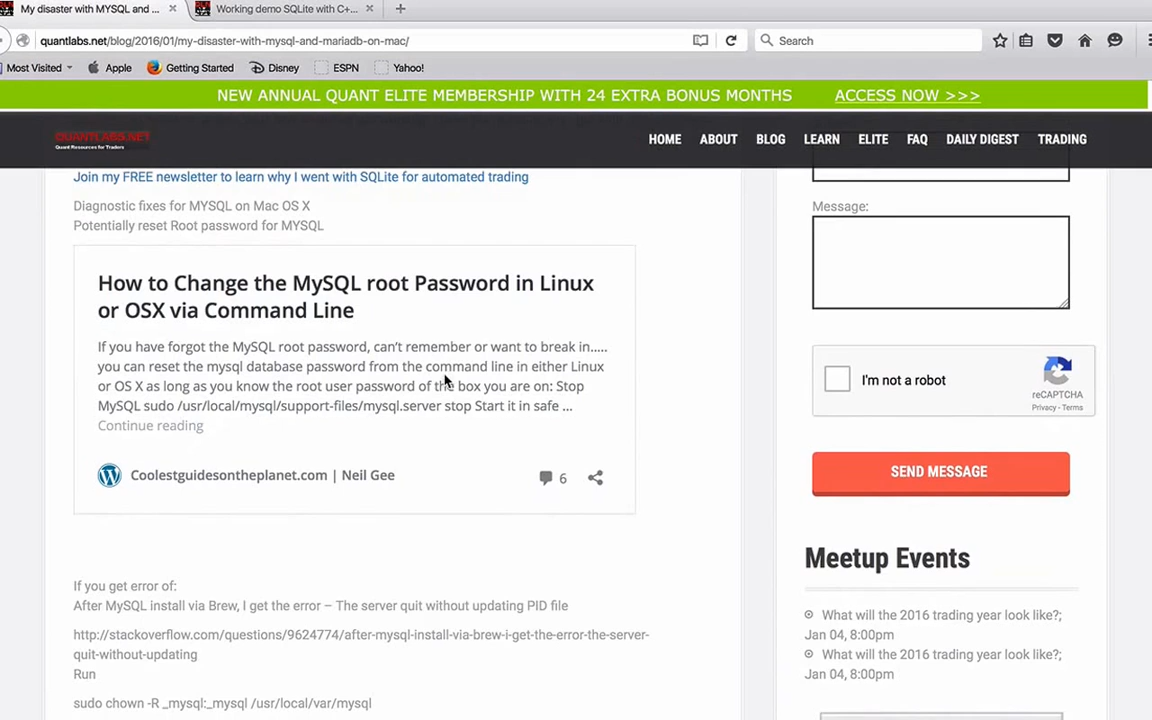 My disaster with MYSQL and ...
Working demo SQLite with C+...
quantlabs.net/blog/2016/01/my-disaster-with-mysql-and-mariadb-on-mac/
Search
Most Visited
Apple
Getting Started
Disney
ESPN
Yahoo!
NEW ANNUAL QUANT ELITE MEMBERSHIP WITH 24 EXTRA BONUS MONTHS
ACCESS NOW >>>
QUANTLABS.NET
Quant Resources for Traders
HOME
ABOUT
BLOG
LEARN
ELITE
FAQ
DAILY DIGEST
TRADING
Join my FREE newsletter to learn why I went with SQLite for automated trading
Diagnostic fixes for MYSQL on Mac OS X
Potentially reset Root password for MYSQL
How to Change the MySQL root Password in Linux
or OSX via Command Line
If you have forgot the MySQL root password, can't remember or want to break in.....
you can reset the mysql database password from the command line in either Linux
or OS X as long as you know the root user password of the box you are on: Stop
MySQL sudo /usr/local/mysql/support-files/mysql.server stop Start it in safe ...
Continue reading
Coolestguidesontheplanet.com | Neil Gee
6
If you get error of:
After MySQL install via Brew, I get the error – The server quit without updating PID file
http://stackoverflow.com/questions/9624774/after-mysql-install-via-brew-i-get-the-error-the-server-
quit-without-updating
Run
sudo chown -R _mysql:_mysql /usr/local/var/mysql
Message:
I'm not a robot
reCAPTCHA
Privacy - Terms
SEND MESSAGE
Meetup Events
What will the 2016 trading year look like?;
Jan 04, 8:00pm
What will the 2016 trading year look like?;
Jan 04, 8:00pm